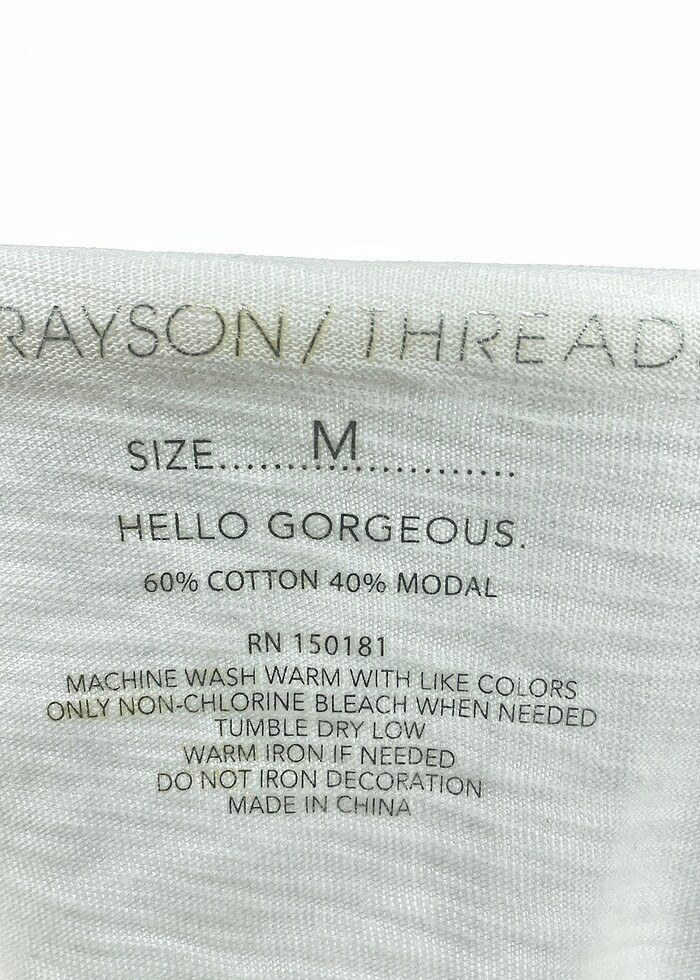 RAYSON/THREAD
SIZE......M......................
HELLO GORGEOUS.
60% COTTON 40% MODAL
RN 150181
MACHINE WASH WARM WITH LIKE COLORS
ONLY NON-CHLORINE BLEACH WHEN NEEDED
TUMBLE DRY LOW
WARM IRON IF NEEDED
DO NOT IRON DECORATION
MADE IN CHINA